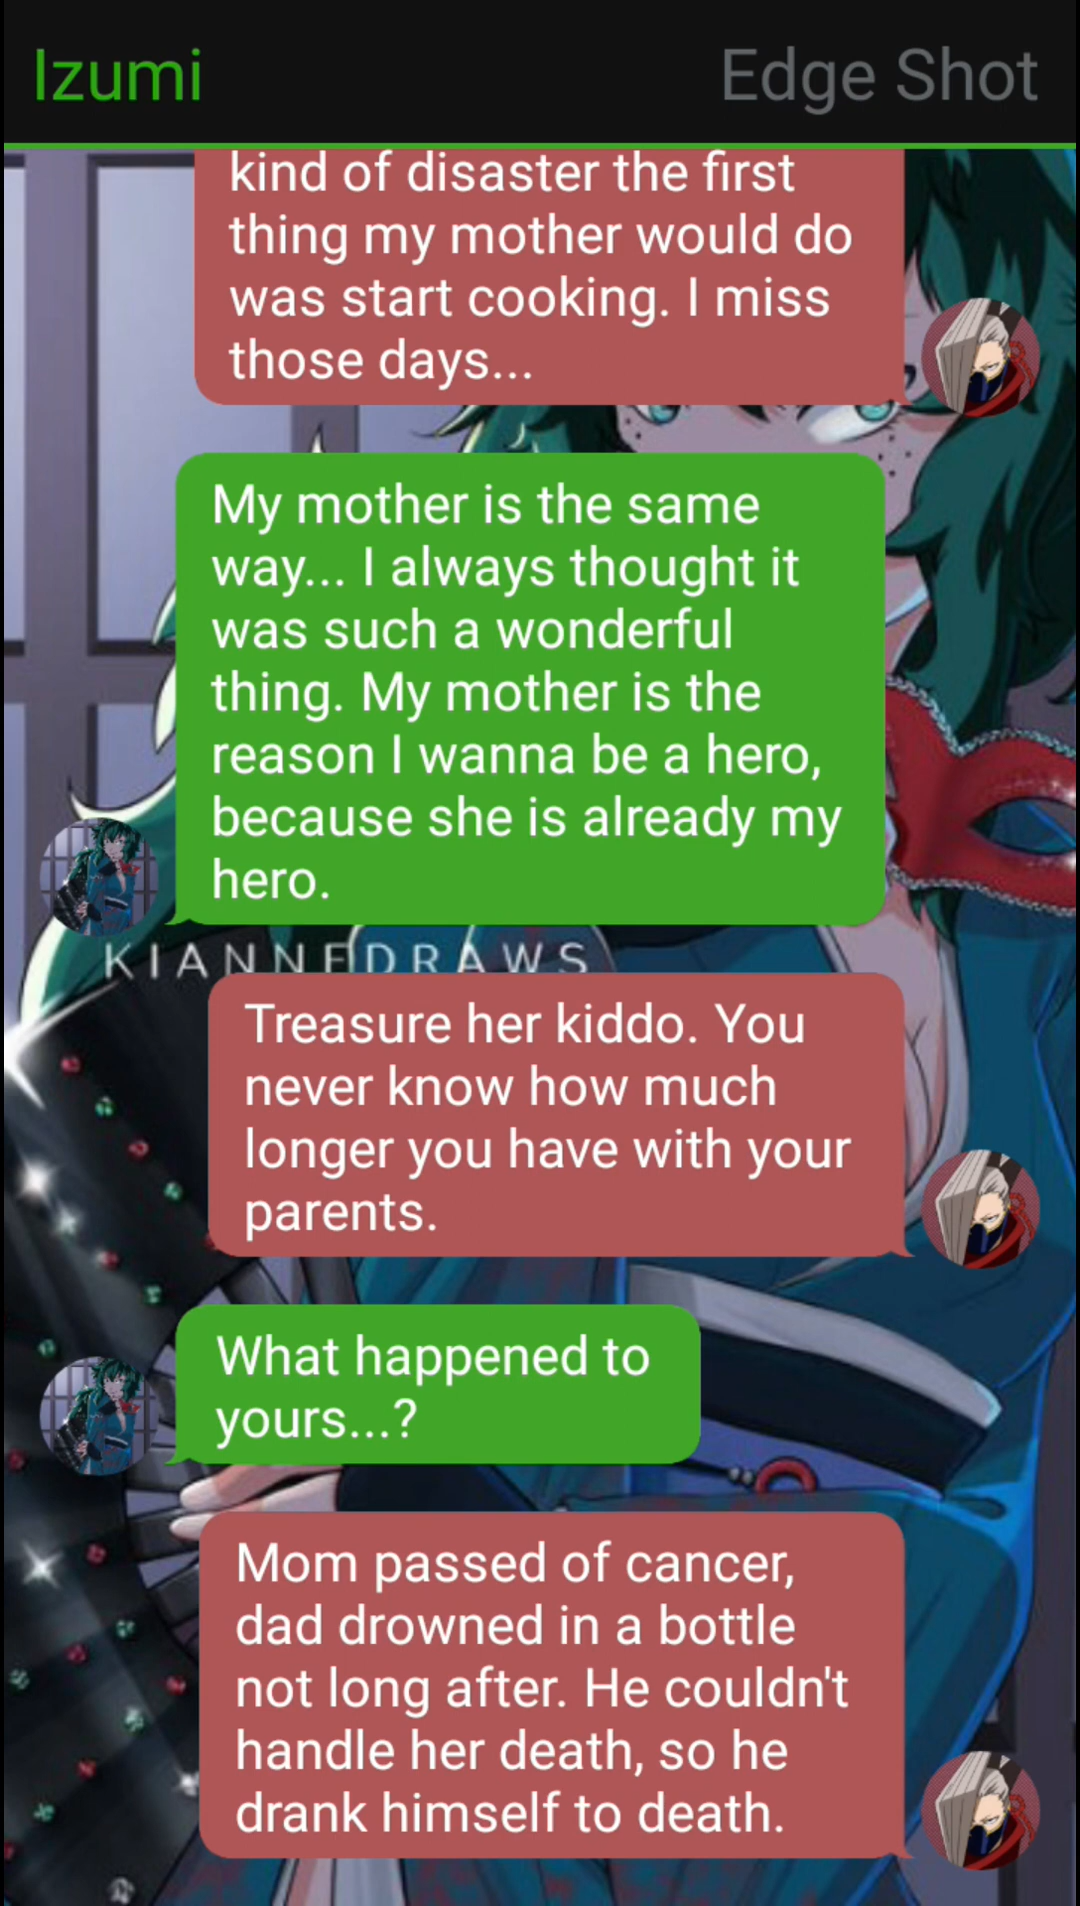 Izumi
Edge Shot
kind of disaster the first
thing my mother would do
was start cooking. I miss
those days...
My mother is the same
way... I always thought it
was such a wonderful
thing. My mother is the
reason I wanna be a hero,
because she is already my
hero.
KIANNEDRAWS
Treasure her kiddo. You
never know how much
longer you have with your
parents.
What happened to
yours...?
Mom passed of cancer,
dad drowned in a bottle
not long after. He couldn't
handle her death, so he
drank himself to death.